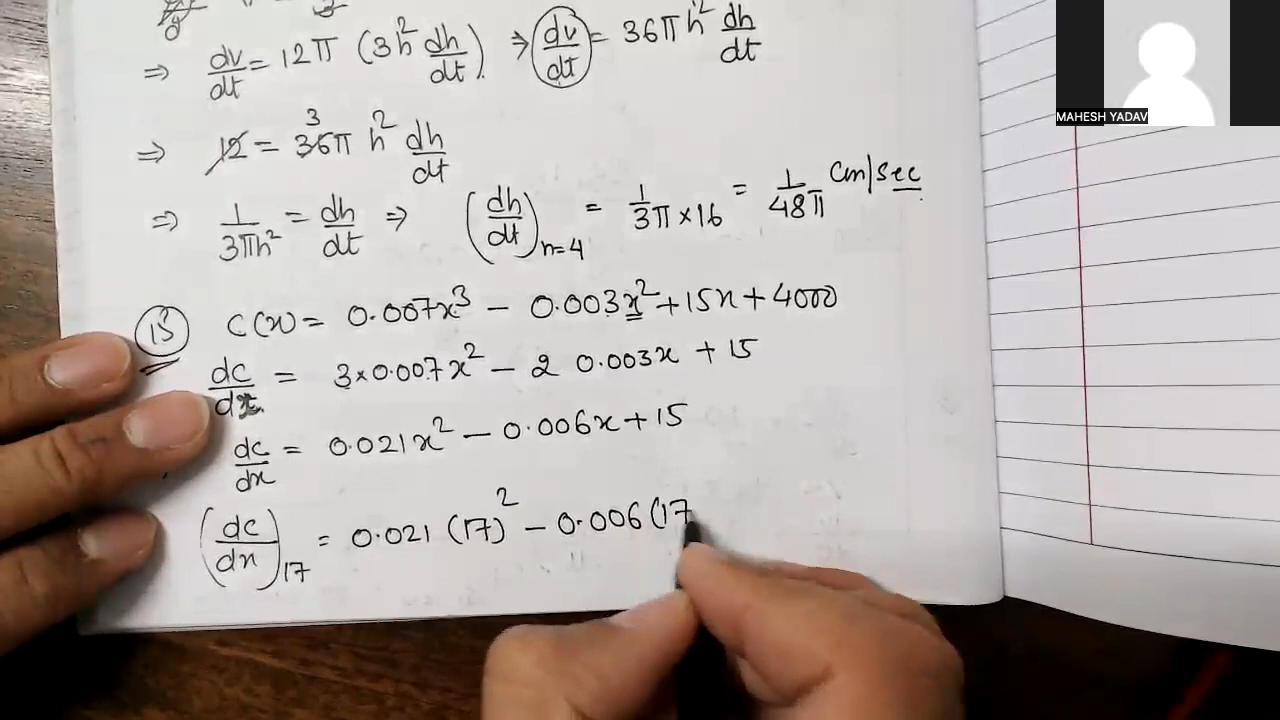 ⇒ dv/dt = 12π (3h² dh/dt). ⇒ dv/dt = 36πh² dh/dt
MAHESH YADAV
⇒ 12 = 36π h² dh/dt
3
⇒ 1/3πh² = dh/dt ⇒ (dh/dt)h=4 = 1/3π×16 = 1/48π Cm/Sec
15 C(x) = 0.007x³ − 0.003x² + 15x + 4000
dc/dx = 3×0.007x² − 2 0.003x + 15
dc/dx = 0.021x² − 0.006x + 15
(dc/dx)17 = 0.021 (17)² − 0.006 (17